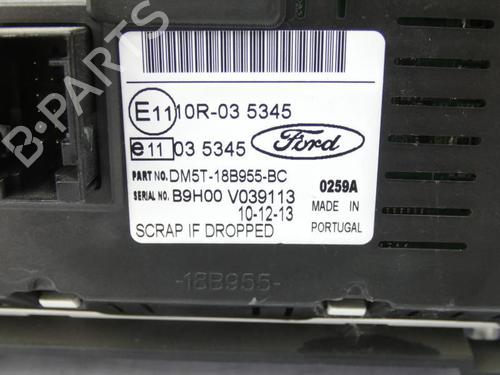 E11 10R-03 5345
e 11 03 5345 Ford
PART NO. DM5T-18B955-BC 0259A
SERIAL NO. B9H00 V039113 MADE IN
10-12-13 PORTUGAL
SCRAP IF DROPPED
-18B955-
B-PARTS